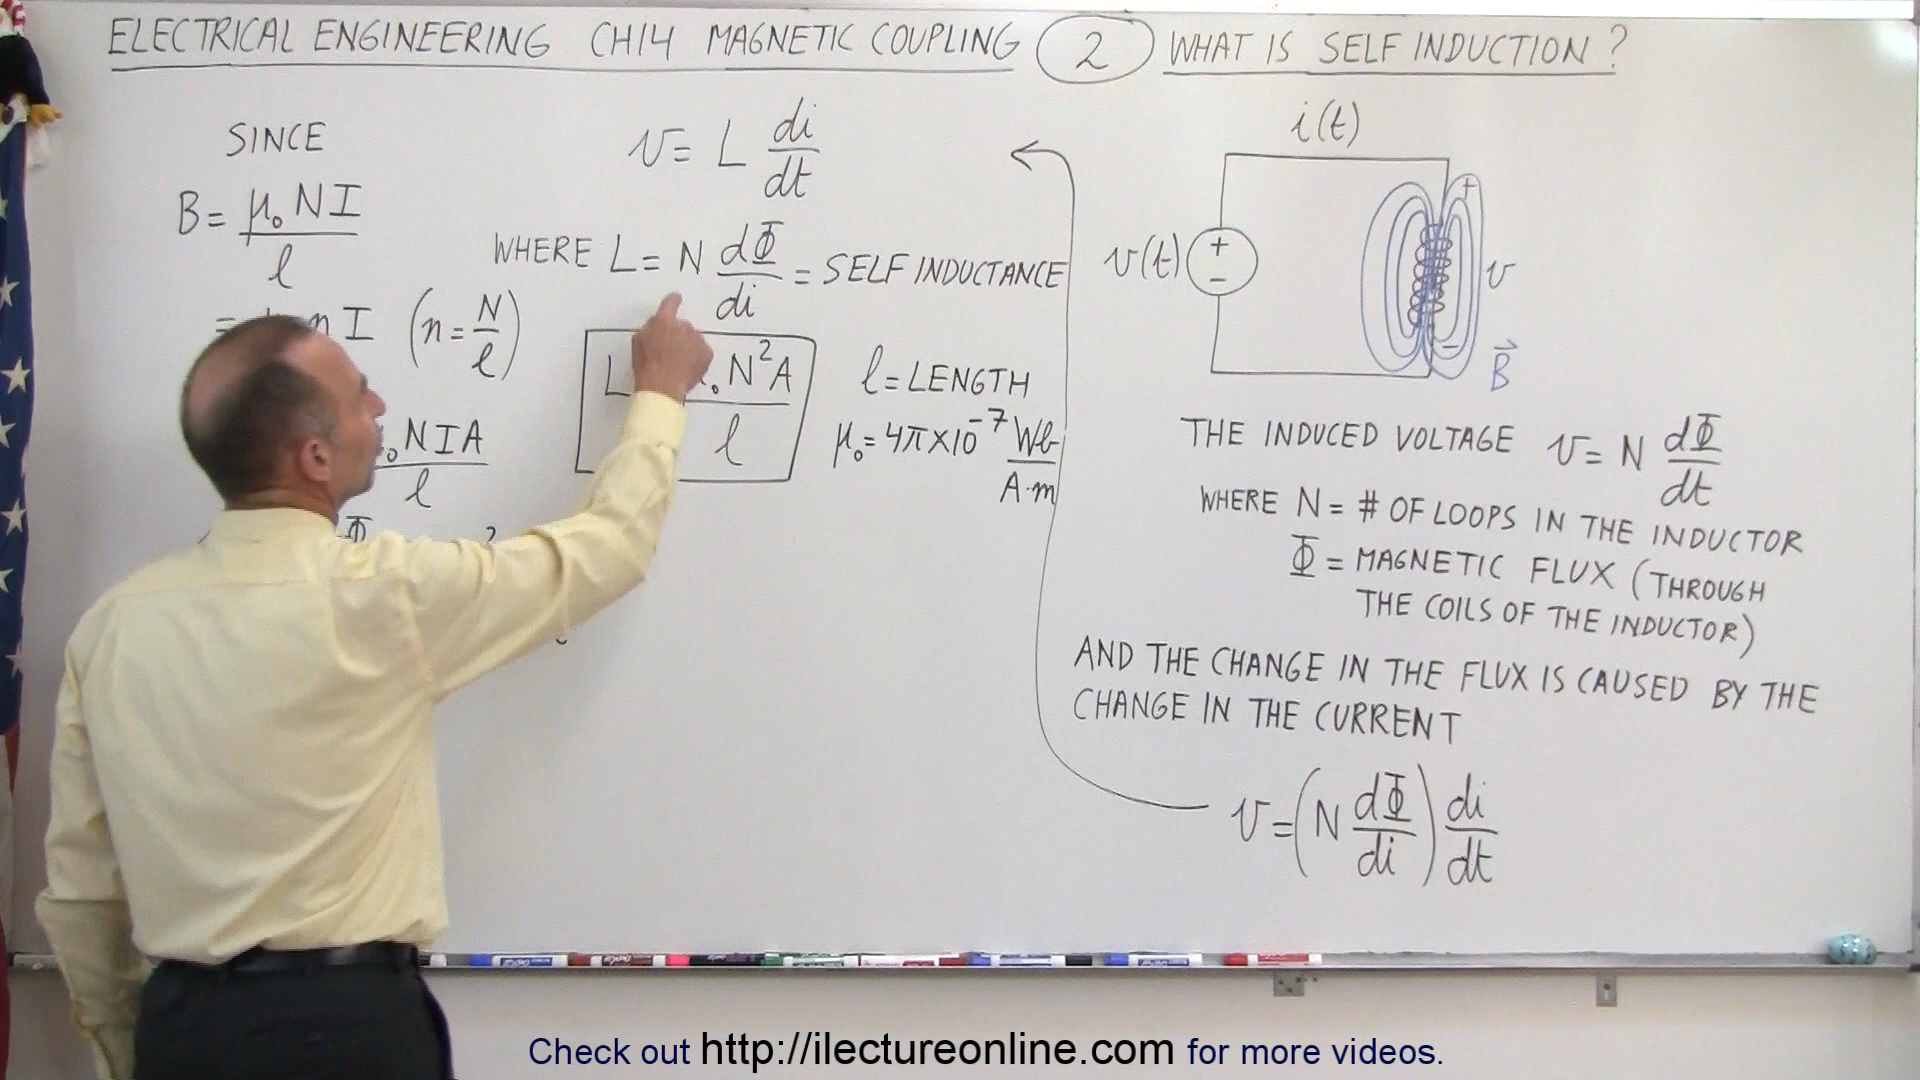 ELECTRICAL ENGINEERING CH14 MAGNETIC COUPLING 2 WHAT IS SELF INDUCTION?
SINCE
B = μ₀NI / l
= n I (n = N / l)
₀NIA / l
Φ 2
v = L di/dt
WHERE L = N dΦ/di = SELF INDUCTANCE
L ₀N²A / l
l = LENGTH
μ₀ = 4π×10⁻⁷ Wb / A·m
i(t)
v(t) + −
+ v −
B⃗
THE INDUCED VOLTAGE v = N dΦ/dt
WHERE N = # OF LOOPS IN THE INDUCTOR
Φ = MAGNETIC FLUX (THROUGH
THE COILS OF THE INDUCTOR)
AND THE CHANGE IN THE FLUX IS CAUSED BY THE
CHANGE IN THE CURRENT
v = (N dΦ/di) di/dt
Check out http://ilectureonline.com for more videos.